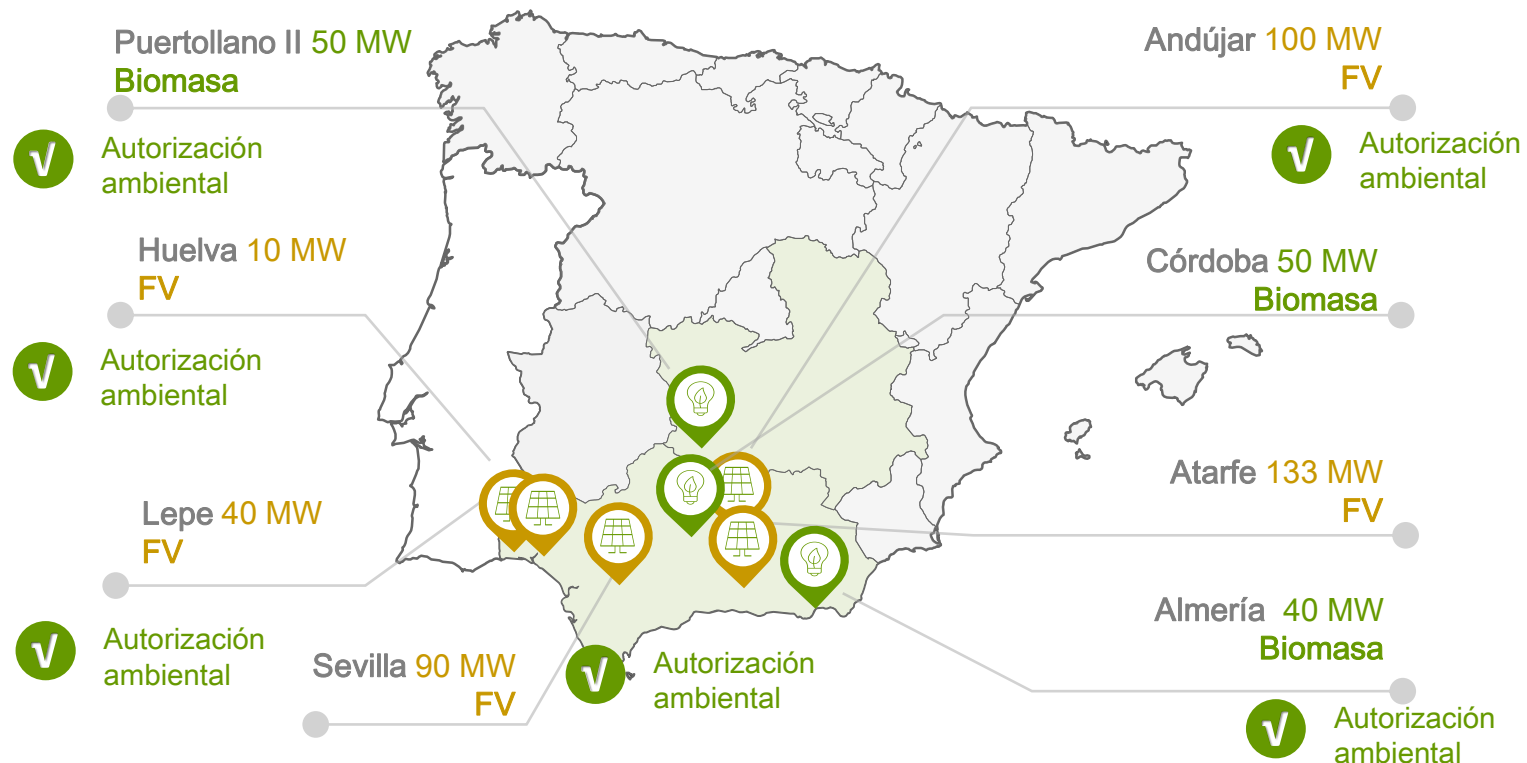 Puertollano II 50 MW
Biomasa
√ Autorización
ambiental
Huelva 10 MW
FV
√ Autorización
ambiental
Lepe 40 MW
FV
√ Autorización
ambiental
Sevilla 90 MW
FV
√ Autorización
ambiental
Andújar 100 MW
FV
√ Autorización
ambiental
Córdoba 50 MW
Biomasa
Atarfe 133 MW
FV
Almería 40 MW
Biomasa
√ Autorización
ambiental